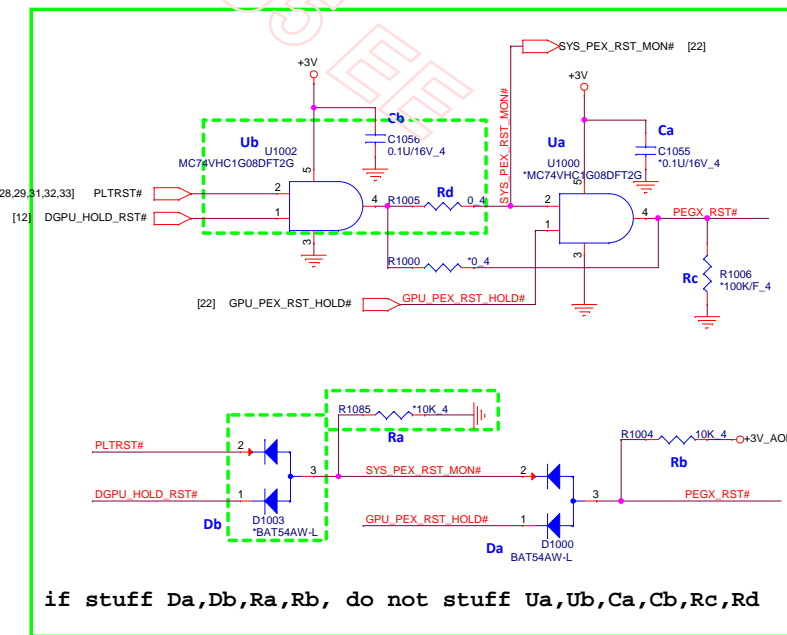 SYS_PEX_RST_MON# [22]
+3V
+3V
Cb
C1056
0.1U/16V_4
Ub
U1002
MC74VHC1G08DFT2G
SYS_PEX_RST_MON#
Ca
C1055
*0.1U/16V_4
Ua
U1000
*MC74VHC1G08DFT2G
28,29,31,32,33] PLTRST#
[12] DGPU_HOLD_RST#
5
2
1
4
3
R1005 Rd 0_4
R1000 *0_4
5
2
1
4
3
PEGX_RST#
Rc
R1006
*100K/F_4
[22] GPU_PEX_RST_HOLD# GPU_PEX_RST_HOLD#
R1085 *10K_4
Ra
PLTRST# 2
DGPU_HOLD_RST# 1
3
Db
D1003
*BAT54AW-L
SYS_PEX_RST_MON# 2
GPU_PEX_RST_HOLD# 1
3
Da
D1000
BAT54AW-L
R1004 10K_4 +3V_AO
Rb
PEGX_RST#
if stuff Da,Db,Ra,Rb, do not stuff Ua,Ub,Ca,Cb,Rc,Rd